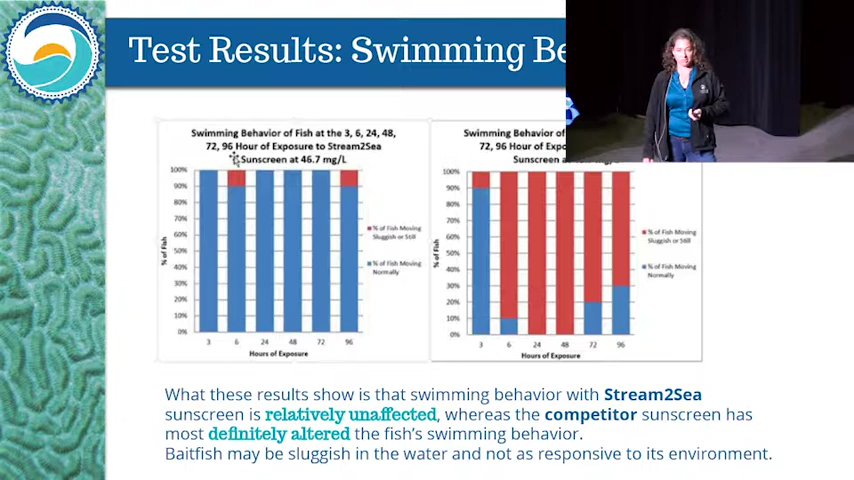 Test Results: Swimming Be
Swimming Behavior of Fish at the 3, 6, 24, 48,
72, 96 Hour of Exposure to Stream2Sea
Sunscreen at 46.7 mg/L
100%
90%
80%
70%
60%
50%
40%
30%
20%
10%
0%
% of Fish
3 6 24 48 72 96
Hours of Exposure
% of Fish Moving
Sluggish or Still
% of Fish Moving
Normally
Swimming Behavior of
72, 96 Hour of Expo
Sunscreen
100%
90%
80%
70%
60%
50%
40%
30%
20%
10%
0%
% of Fish
3 6 24 48 72 96
Hours of Exposure
% of Fish Moving
Sluggish or Still
% of Fish Moving
Normally
What these results show is that swimming behavior with Stream2Sea
sunscreen is relatively unaffected, whereas the competitor sunscreen has
most definitely altered the fish's swimming behavior.
Baitfish may be sluggish in the water and not as responsive to its environment.